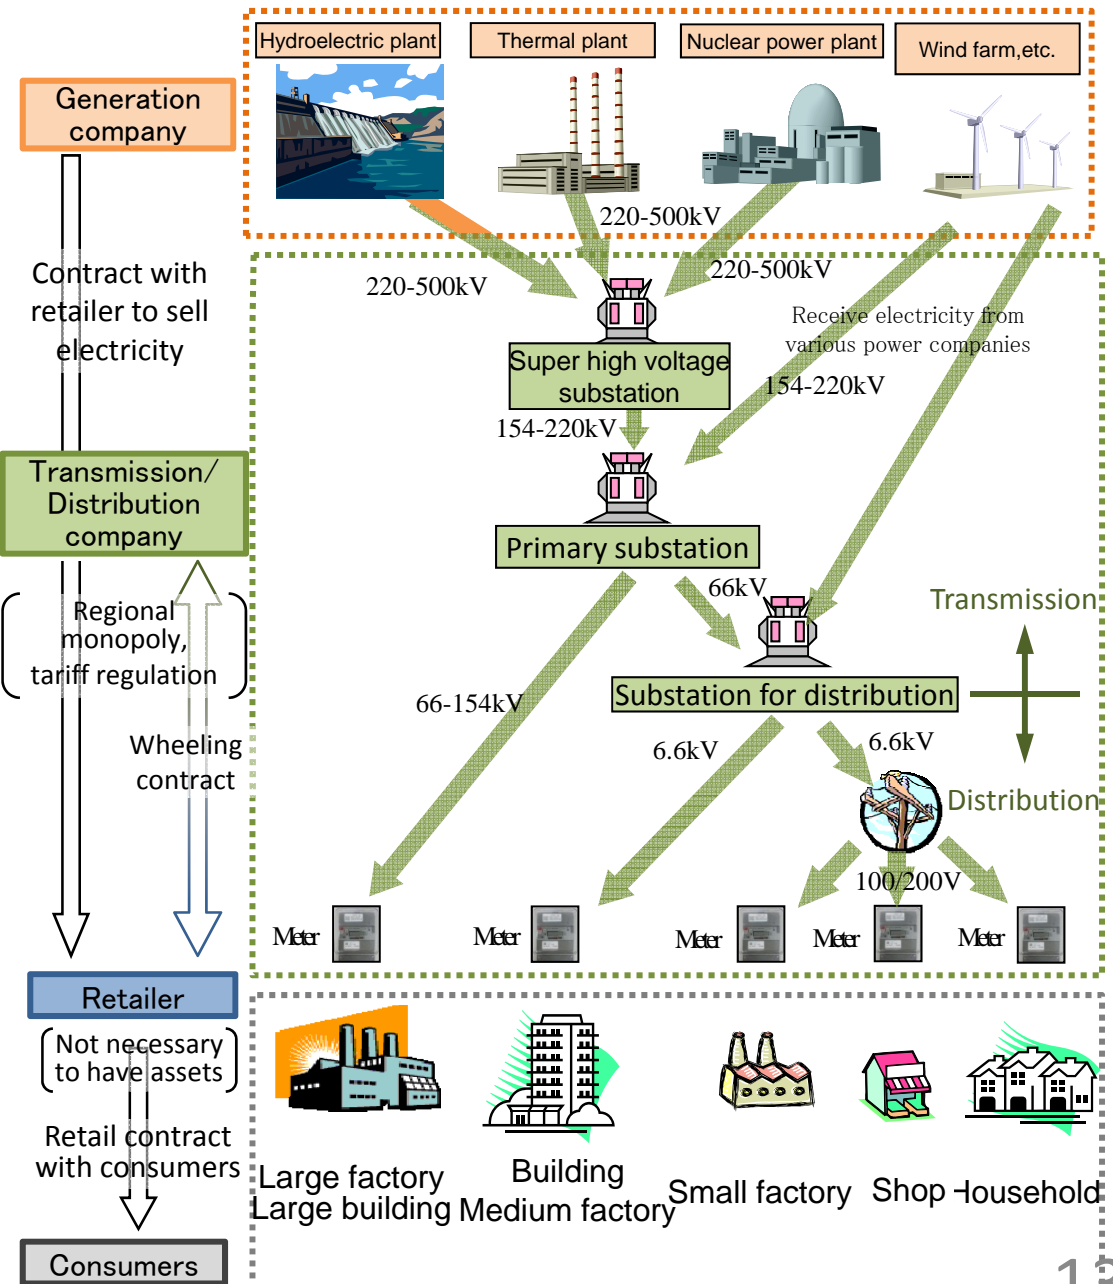 Hydroelectric plant
Thermal plant
Nuclear power plant
Wind farm,etc.
Generation
company
220-500kV
220-500kV
220-500kV
Contract with
retailer to sell
electricity
Receive electricity from
various power companies
Super high voltage
substation
154-220kV
154-220kV
Transmission/
Distribution
company
Primary substation
66kV
Transmission
Regional
monopoly,
tariff regulation
Substation for distribution
66-154kV
6.6kV
6.6kV
Wheeling
contract
Distribution
100/200V
Meter
Meter
Meter
Meter
Meter
Retailer
Not necessary
to have assets
Retail contract
with consumers
Large factory
Large building
Building
Medium factory
Small factory
Shop
Household
Consumers